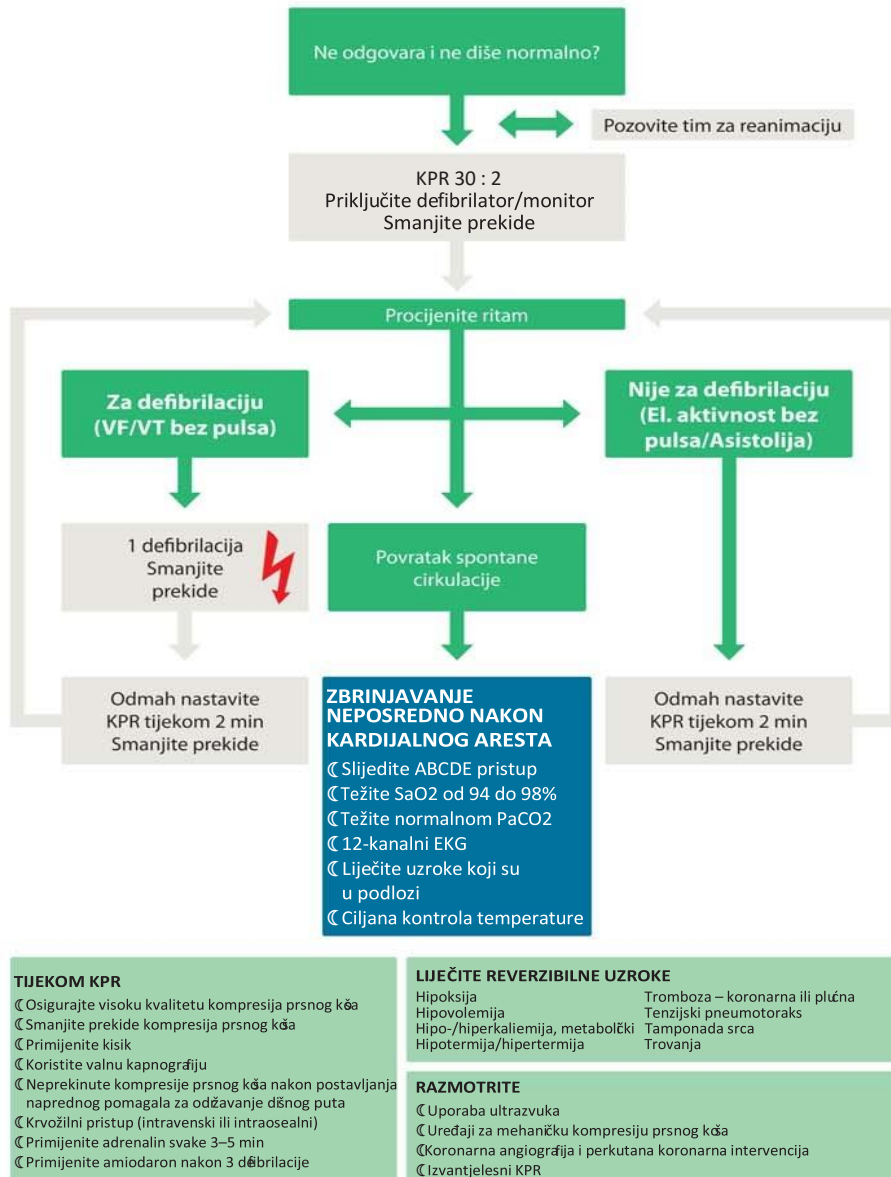 Ne odgovara i ne diše normalno?
Pozovite tim za reanimaciju
KPR 30 : 2
Priključite defibrilator/monitor
Smanjite prekide
Procijenite ritam
Za defibrilaciju
(VF/VT bez pulsa)
Nije za defibrilaciju
(El. aktivnost bez
pulsa/Asistolija)
1 defibrilacija
Smanjite
prekide
Povratak spontane
cirkulacije
Odmah nastavite
KPR tijekom 2 min
Smanjite prekide
ZBRINJAVANJE
NEPOSREDNO NAKON
KARDIJALNOG ARESTA
☾Slijedite ABCDE pristup
☾Težite SaO2 od 94 do 98%
☾Težite normalnom PaCO2
☾12-kanalni EKG
☾Liječite uzroke koji su
u podlozi
☾Ciljana kontrola temperature
Odmah nastavite
KPR tijekom 2 min
Smanjite prekide
TIJEKOM KPR
☾Osigurajte visoku kvalitetu kompresija prsnog koša
☾Smanjite prekide kompresija prsnog koša
☾Primijenite kisik
☾Koristite valnu kapnografiju
☾Neprekinute kompresije prsnog koša nakon postavljanja
naprednog pomagala za održavanje dišnog puta
☾Krvožilni pristup (intravenski ili intraosealni)
☾Primijenite adrenalin svake 3–5 min
☾Primijenite amiodaron nakon 3 defibrilacije
LIJEČITE REVERZIBILNE UZROKE
Hipoksija
Hipovolemija
Hipo-/hiperkaliemija, metabolički
Hipotermija/hipertermija
Tromboza – koronarna ili plućna
Tenzijski pneumotoraks
Tamponada srca
Trovanja
RAZMOTRITE
☾Uporaba ultrazvuka
☾Uređaji za mehaničku kompresiju prsnog koša
☾Koronarna angiografija i perkutana koronarna intervencija
☾Izvantjelesni KPR